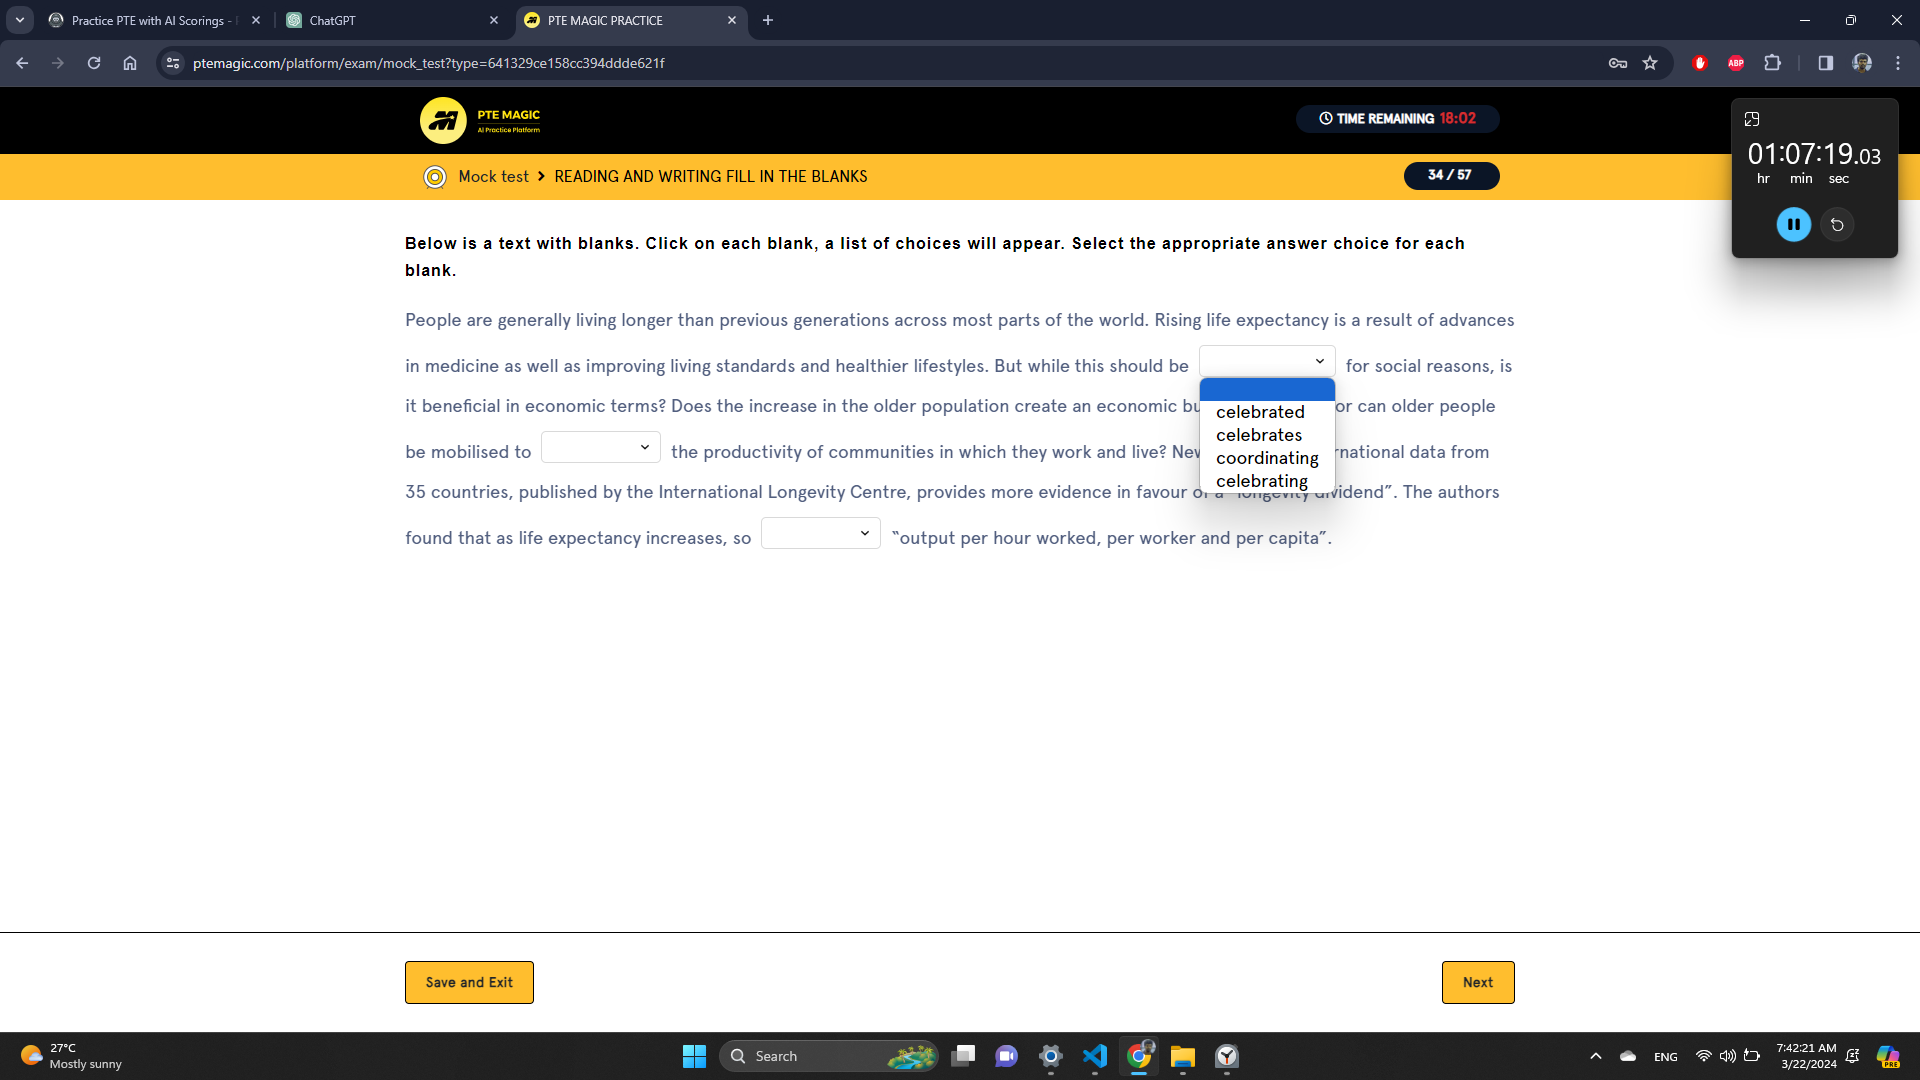 Practice PTE with AI Scorings -
ChatGPT
PTE MAGIC PRACTICE
ptemagic.com/platform/exam/mock_test?type=641329ce158cc394ddde621f
ABP
PTE MAGIC
AI Practice Platform
TIME REMAINING 18:02
01:07:19.03
hr min sec
Mock test > READING AND WRITING FILL IN THE BLANKS
34 / 57
Below is a text with blanks. Click on each blank, a list of choices will appear. Select the appropriate answer choice for each
blank.
People are generally living longer than previous generations across most parts of the world. Rising life expectancy is a result of advances
in medicine as well as improving living standards and healthier lifestyles. But while this should be for social reasons, is
it beneficial in economic terms? Does the increase in the older population create an economic or can older people
be mobilised to the productivity of communities in which they work and live? data from
35 countries, published by the International Longevity Centre, provides more evidence in favour of a “longevity dividend”. The authors
found that as life expectancy increases, so “output per hour worked, per worker and per capita”.
celebrated
celebrates
coordinating
celebrating
Save and Exit
Next
27°C
Mostly sunny
Search
ENG
7:42:21 AM
3/22/2024
PRE